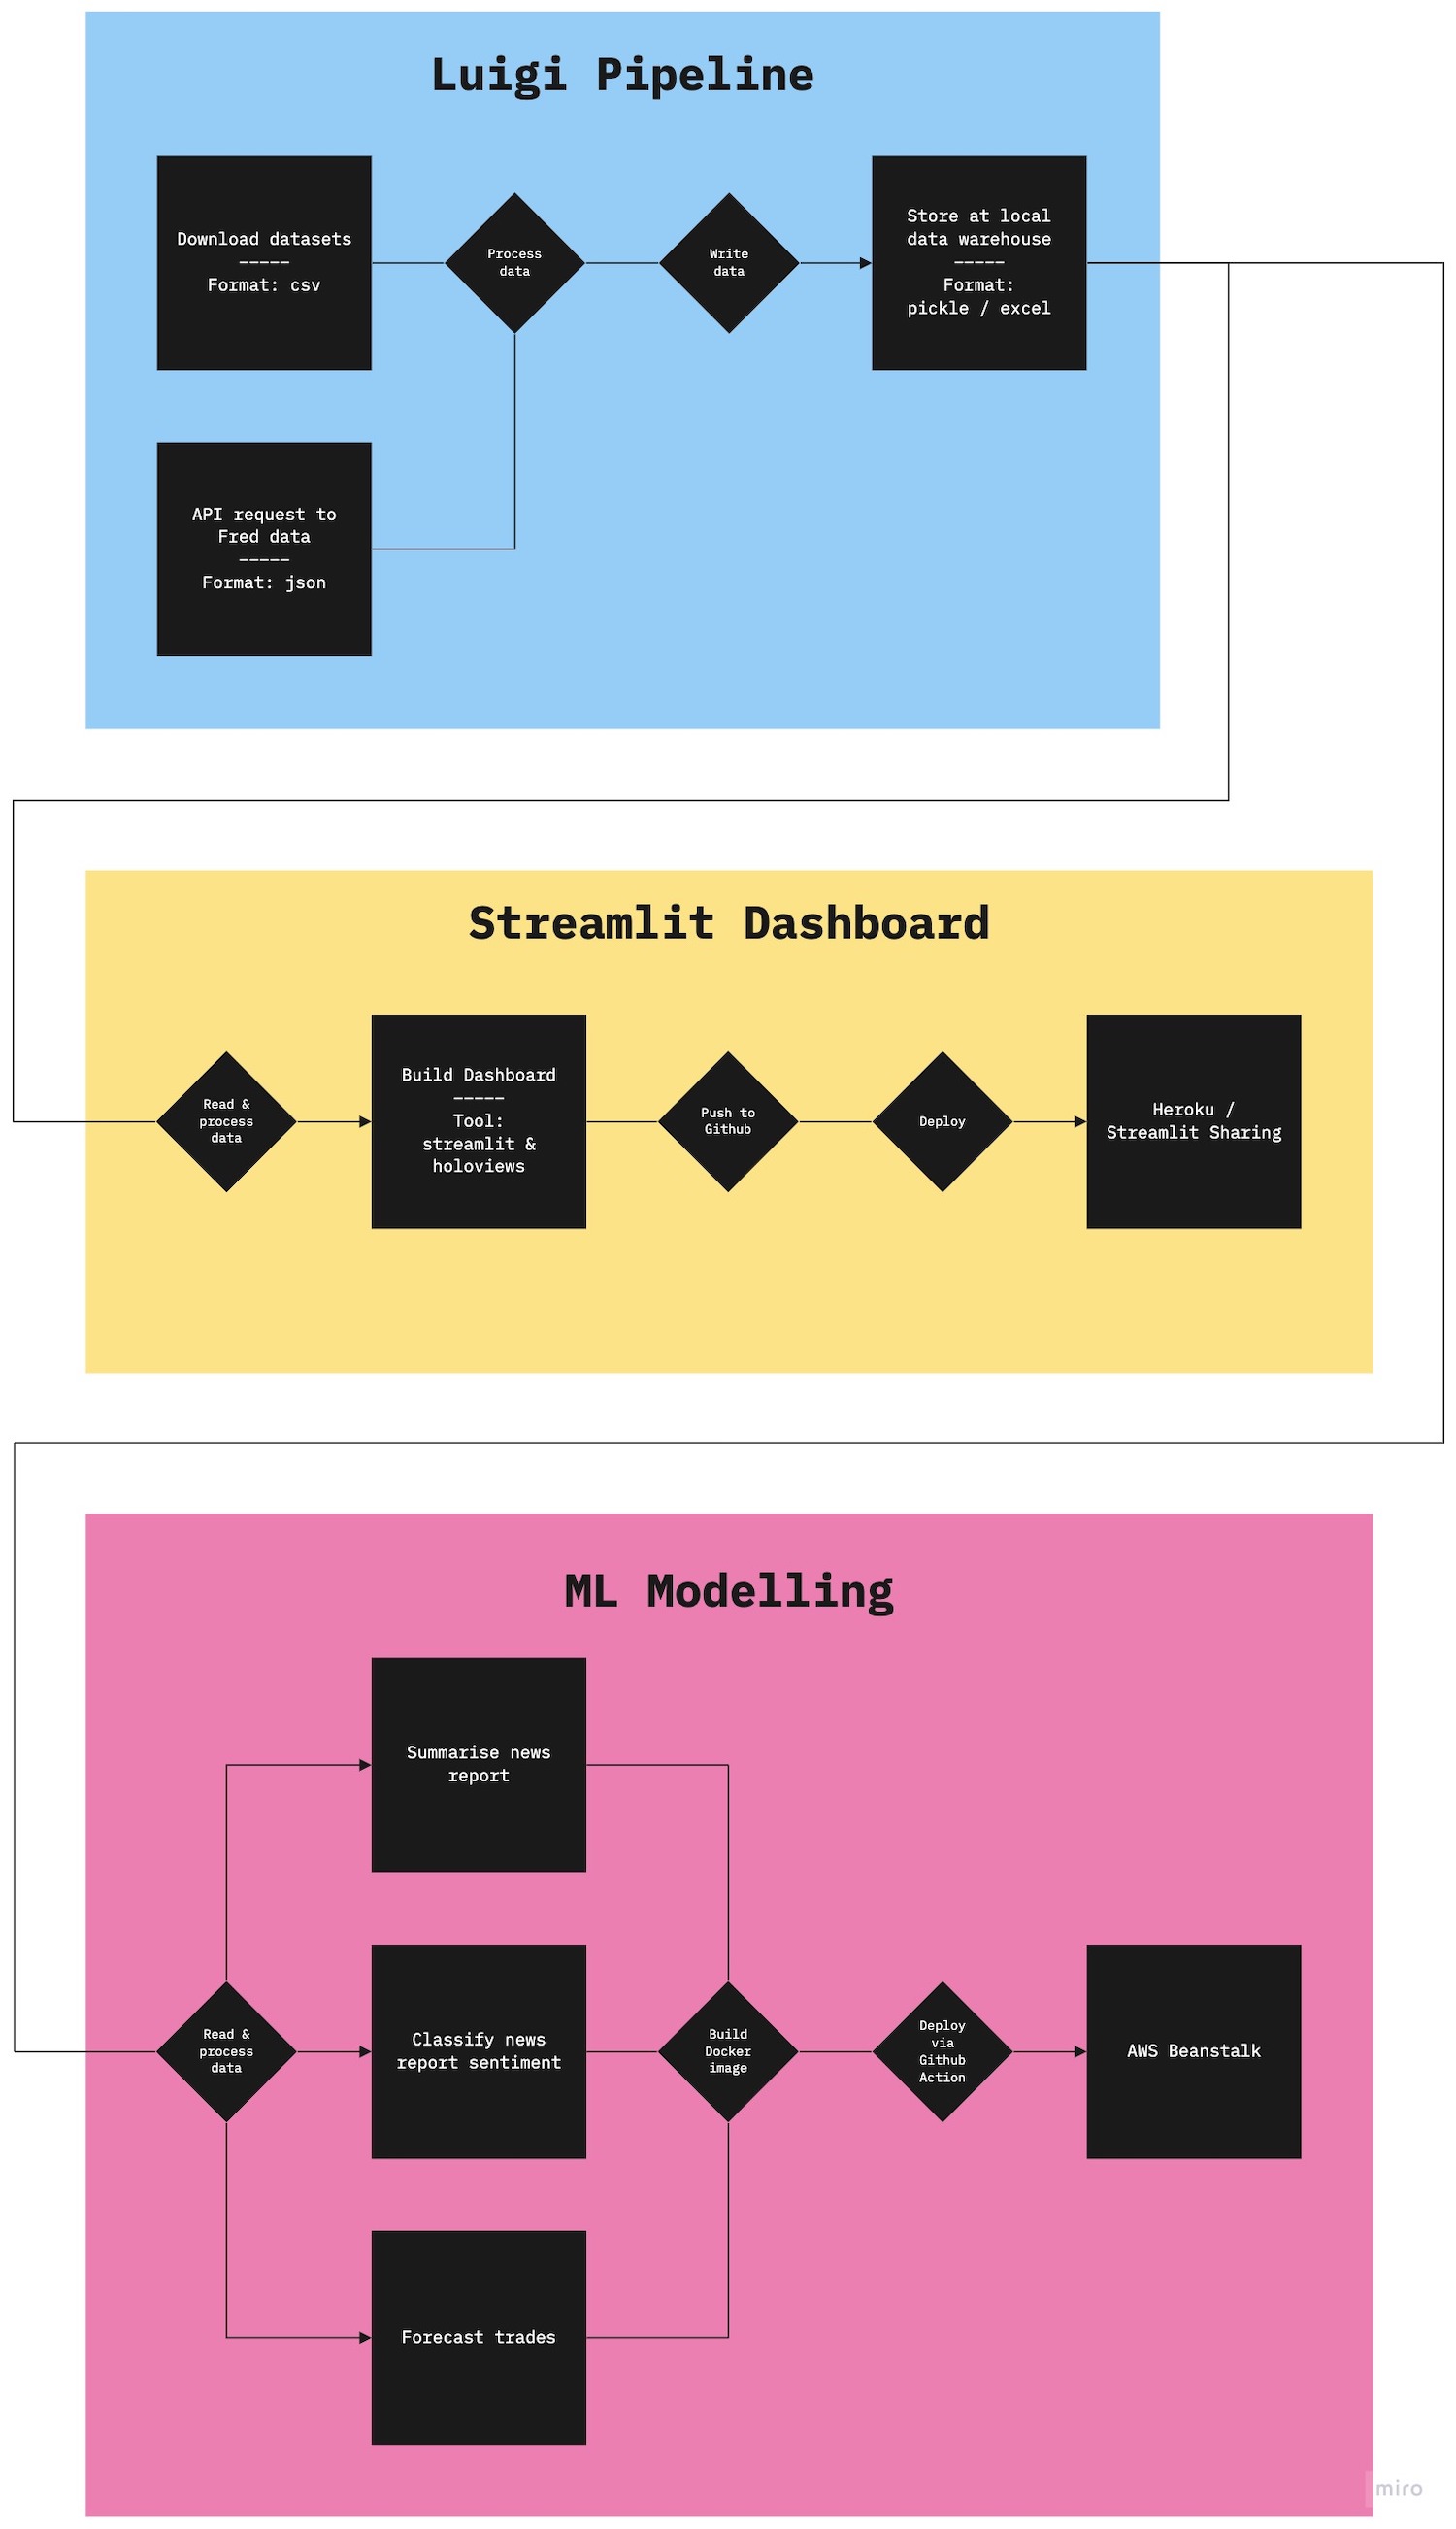 Luigi Pipeline
Download datasets
-----
Format: csv
Process
data
Write
data
Store at local
data warehouse
-----
Format:
pickle / excel
API request to
Fred data
-----
Format: json
Streamlit Dashboard
Read &
process
data
Build Dashboard
-----
Tool:
streamlit &
holoviews
Push to
Github
Deploy
Heroku /
Streamlit Sharing
ML Modelling
Summarise news
report
Read &
process
data
Classify news
report sentiment
Build
Docker
image
Deploy
via
Github
Action
AWS Beanstalk
Forecast trades
miro